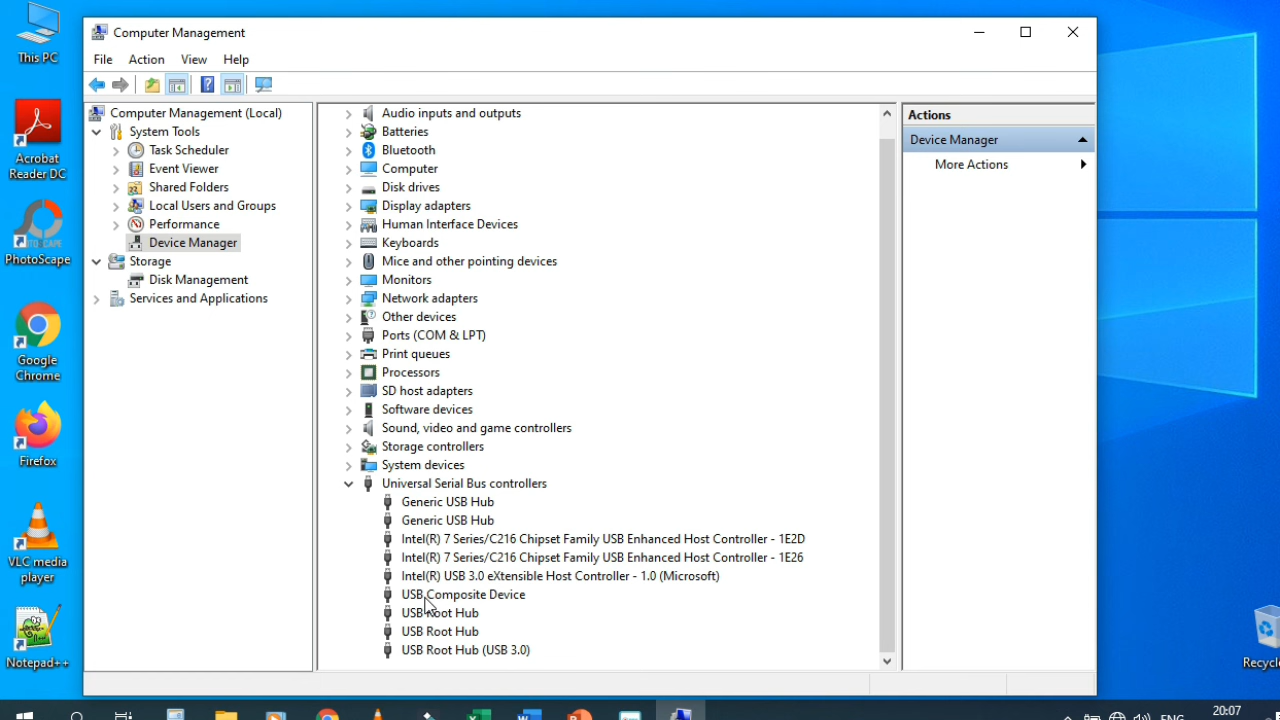 This PC
Acrobat
Reader DC
PhotoScape
Google
Chrome
Firefox
VLC media
player
Notepad++
Computer Management
File Action View Help
Computer Management (Local)
System Tools
Task Scheduler
Event Viewer
Shared Folders
Local Users and Groups
Performance
Device Manager
Storage
Disk Management
Services and Applications
Audio inputs and outputs
Batteries
Bluetooth
Computer
Disk drives
Display adapters
Human Interface Devices
Keyboards
Mice and other pointing devices
Monitors
Network adapters
Other devices
Ports (COM & LPT)
Print queues
Processors
SD host adapters
Software devices
Sound, video and game controllers
Storage controllers
System devices
Universal Serial Bus controllers
Generic USB Hub
Generic USB Hub
Intel(R) 7 Series/C216 Chipset Family USB Enhanced Host Controller - 1E2D
Intel(R) 7 Series/C216 Chipset Family USB Enhanced Host Controller - 1E26
Intel(R) USB 3.0 eXtensible Host Controller - 1.0 (Microsoft)
USB Composite Device
USB Root Hub
USB Root Hub
USB Root Hub (USB 3.0)
Actions
Device Manager
More Actions
Recycl
20:07
ENG